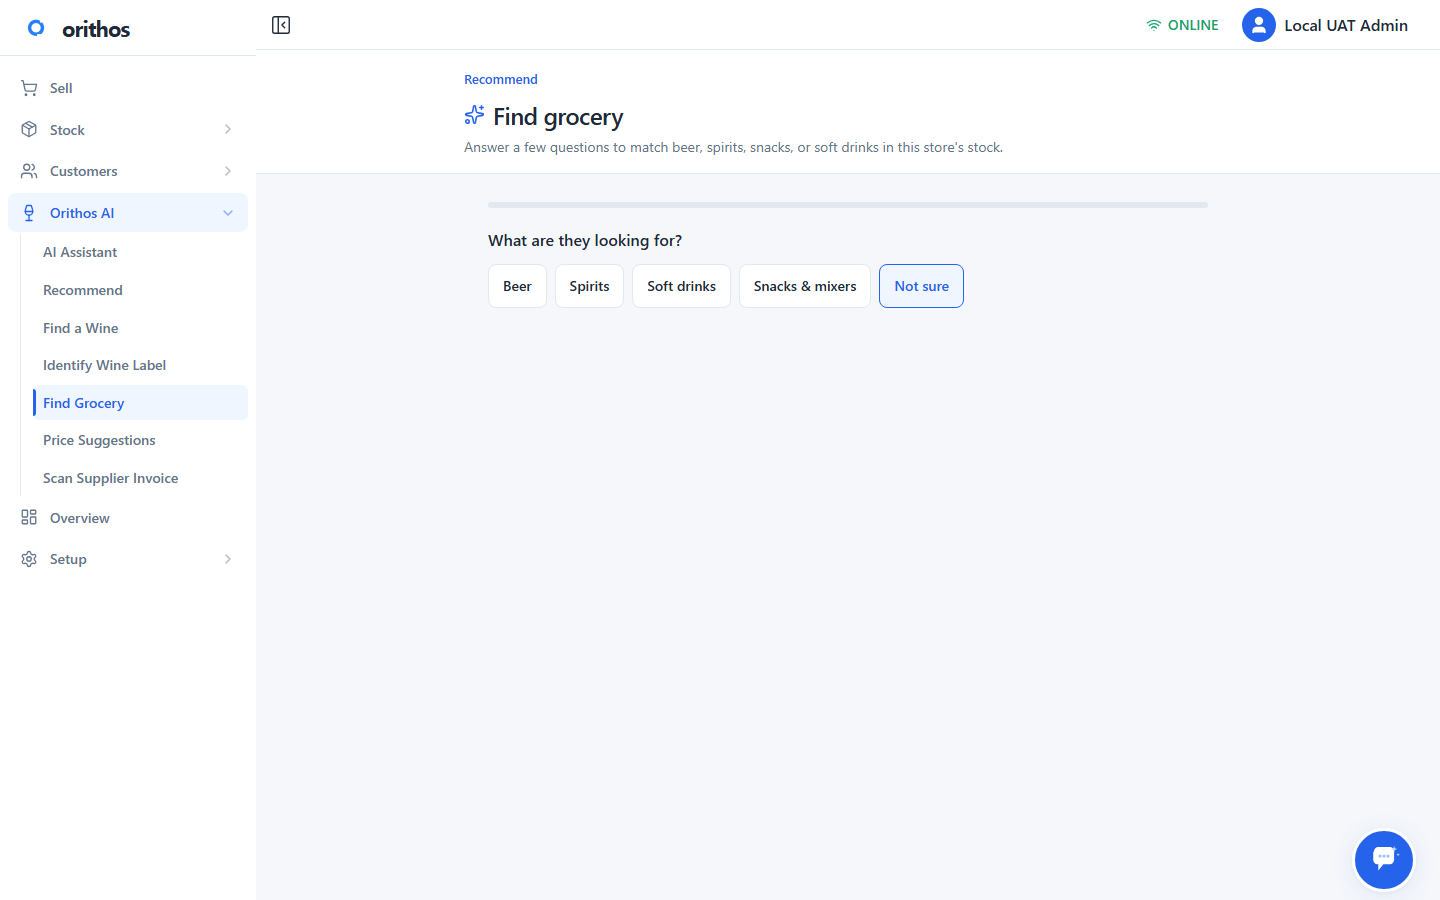 orithos
ONLINE
Local UAT Admin
Sell
Stock
Customers
Orithos AI
AI Assistant
Recommend
Find a Wine
Identify Wine Label
Find Grocery
Price Suggestions
Scan Supplier Invoice
Overview
Setup
Recommend
Find grocery
Answer a few questions to match beer, spirits, snacks, or soft drinks in this store's stock.
What are they looking for?
Beer Spirits Soft drinks Snacks & mixers Not sure